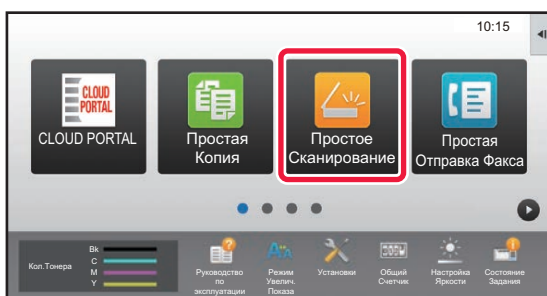 10:15
CLOUD
PORTAL
CLOUD PORTAL
Простая
Копия
Простое
Сканирование
Простая
Отправка Факса
Кол.Тонера
Bk
C
M
Y
Руководство
по
эксплуатации
Режим
Увелич.
Показа
Установки
Общий
Счетчик
Настройка
Яркости
Состояние
Задания